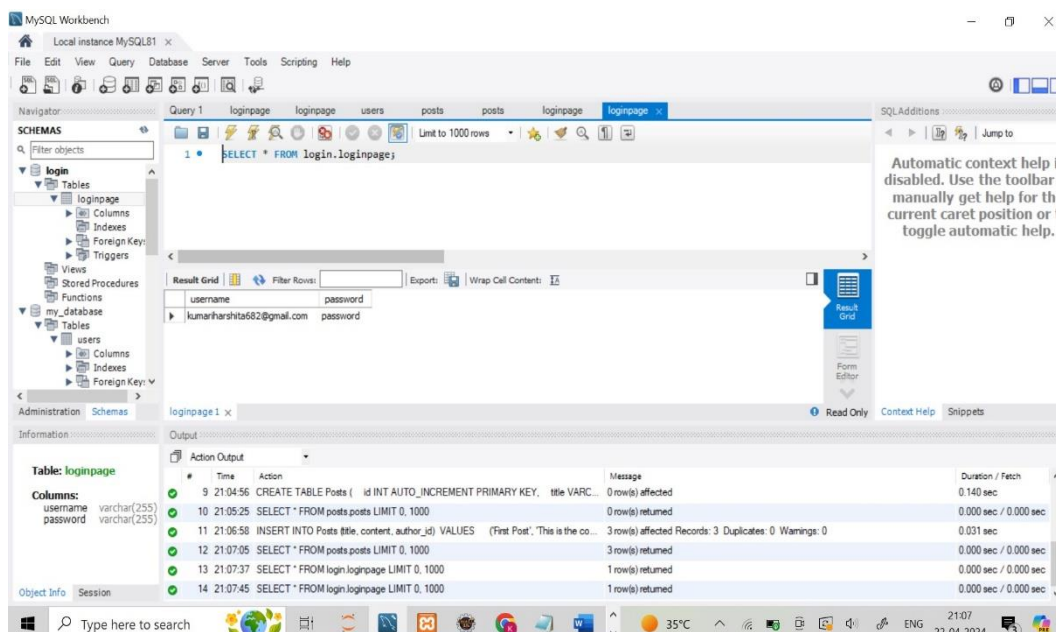 MySQL Workbench
Local instance MySQL81 ×
File Edit View Query Database Server Tools Scripting Help
Navigator
SCHEMAS
Filter objects
login
Tables
loginpage
Columns
Indexes
Foreign Key
Triggers
Views
Stored Procedures
Functions
my_database
Tables
users
Columns
Indexes
Foreign Key
Administration Schemas
Query 1 loginpage loginpage users posts posts loginpage loginpage ×
Limit to 1000 rows
1 SELECT * FROM login.loginpage;
Result Grid Filter Rows: Export: Wrap Cell Content:
username password
kumariharshita682@gmail.com password
Result Grid
Form Editor
loginpage 1 ×
Read Only
SQLAdditions
Jump to
Automatic context help i
disabled. Use the toolbar
manually get help for th
current caret position or t
toggle automatic help.
Context Help Snippets
Information
Table: loginpage
Columns:
username varchar(255)
password varchar(255)
Object Info Session
Output
Action Output
# Time Action Message Duration / Fetch
9 21:04:56 CREATE TABLE Posts ( id INT AUTO_INCREMENT PRIMARY KEY, title VARC... 0 row(s) affected 0.140 sec
10 21:05:25 SELECT * FROM posts.posts LIMIT 0, 1000 0 row(s) returned 0.000 sec / 0.000 sec
11 21:06:58 INSERT INTO Posts (title, content, author_id) VALUES ('First Post', 'This is the co... 3 row(s) affected Records: 3 Duplicates: 0 Warnings: 0 0.031 sec
12 21:07:05 SELECT * FROM posts.posts LIMIT 0, 1000 3 row(s) returned 0.000 sec / 0.000 sec
13 21:07:37 SELECT * FROM login.loginpage LIMIT 0, 1000 1 row(s) returned 0.000 sec / 0.000 sec
14 21:07:45 SELECT * FROM login.loginpage LIMIT 0, 1000 1 row(s) returned 0.000 sec / 0.000 sec
Type here to search
35°C
ENG
21:07
22-04-2024